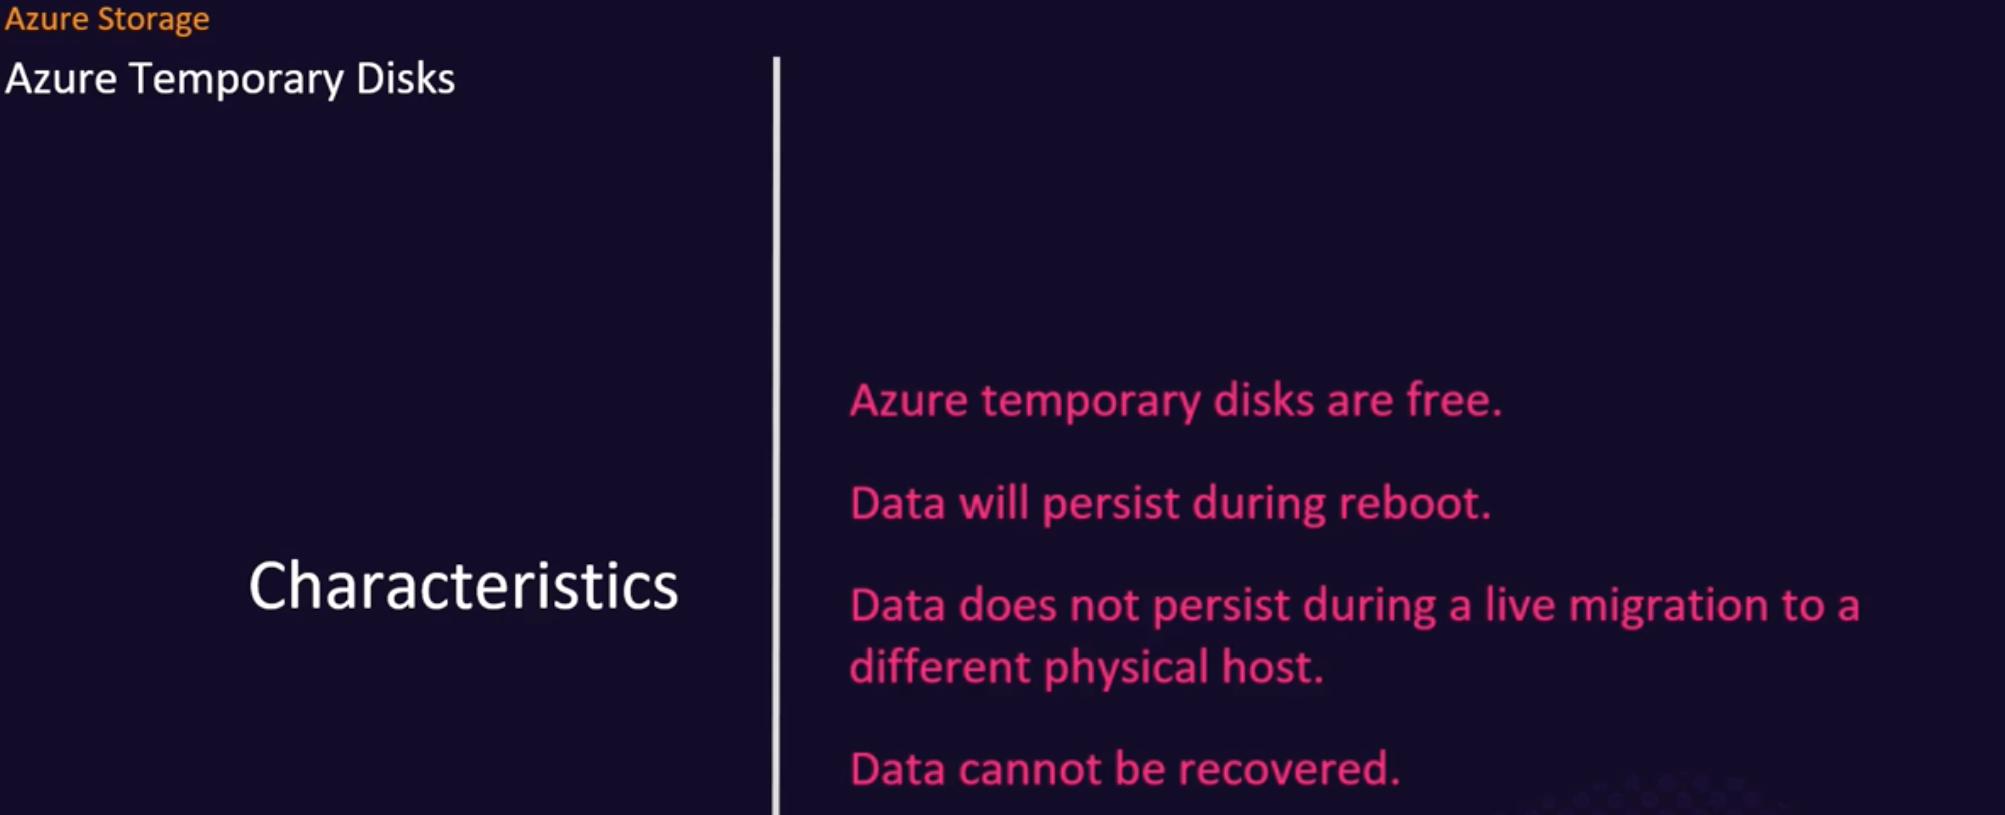 Azure Storage
Azure Temporary Disks
Characteristics
Azure temporary disks are free.
Data will persist during reboot.
Data does not persist during a live migration to a
different physical host.
Data cannot be recovered.